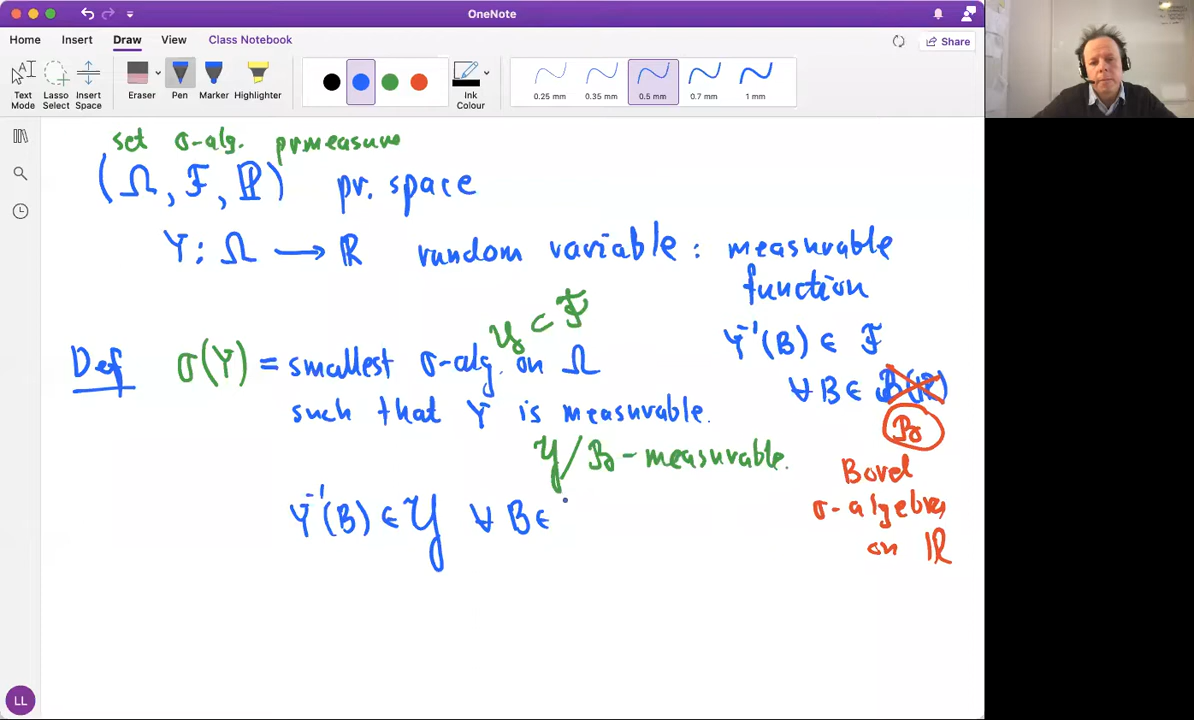 OneNote
Home Insert Draw View Class Notebook
Share
Text Mode
Lasso Select
Insert Space
Eraser
Pen
Marker
Highlighter
Ink Colour
0.25 mm
0.35 mm
0.5 mm
0.7 mm
1 mm
set σ-alg. pr measure
(Ω, F, ℙ) pr. space
Y: Ω → ℝ random variable: measurable
function
Y⁻¹(B) ∈ F
∀ B ∈ B(ℝ)
B
Borel
σ-algebra
on ℝ
Y ⊂ F
Def σ(Y) = smallest σ-alg. on Ω
such that Y is measurable.
Y/B-measurable.
Y⁻¹(B) ∈ Y ∀ B ∈
LL